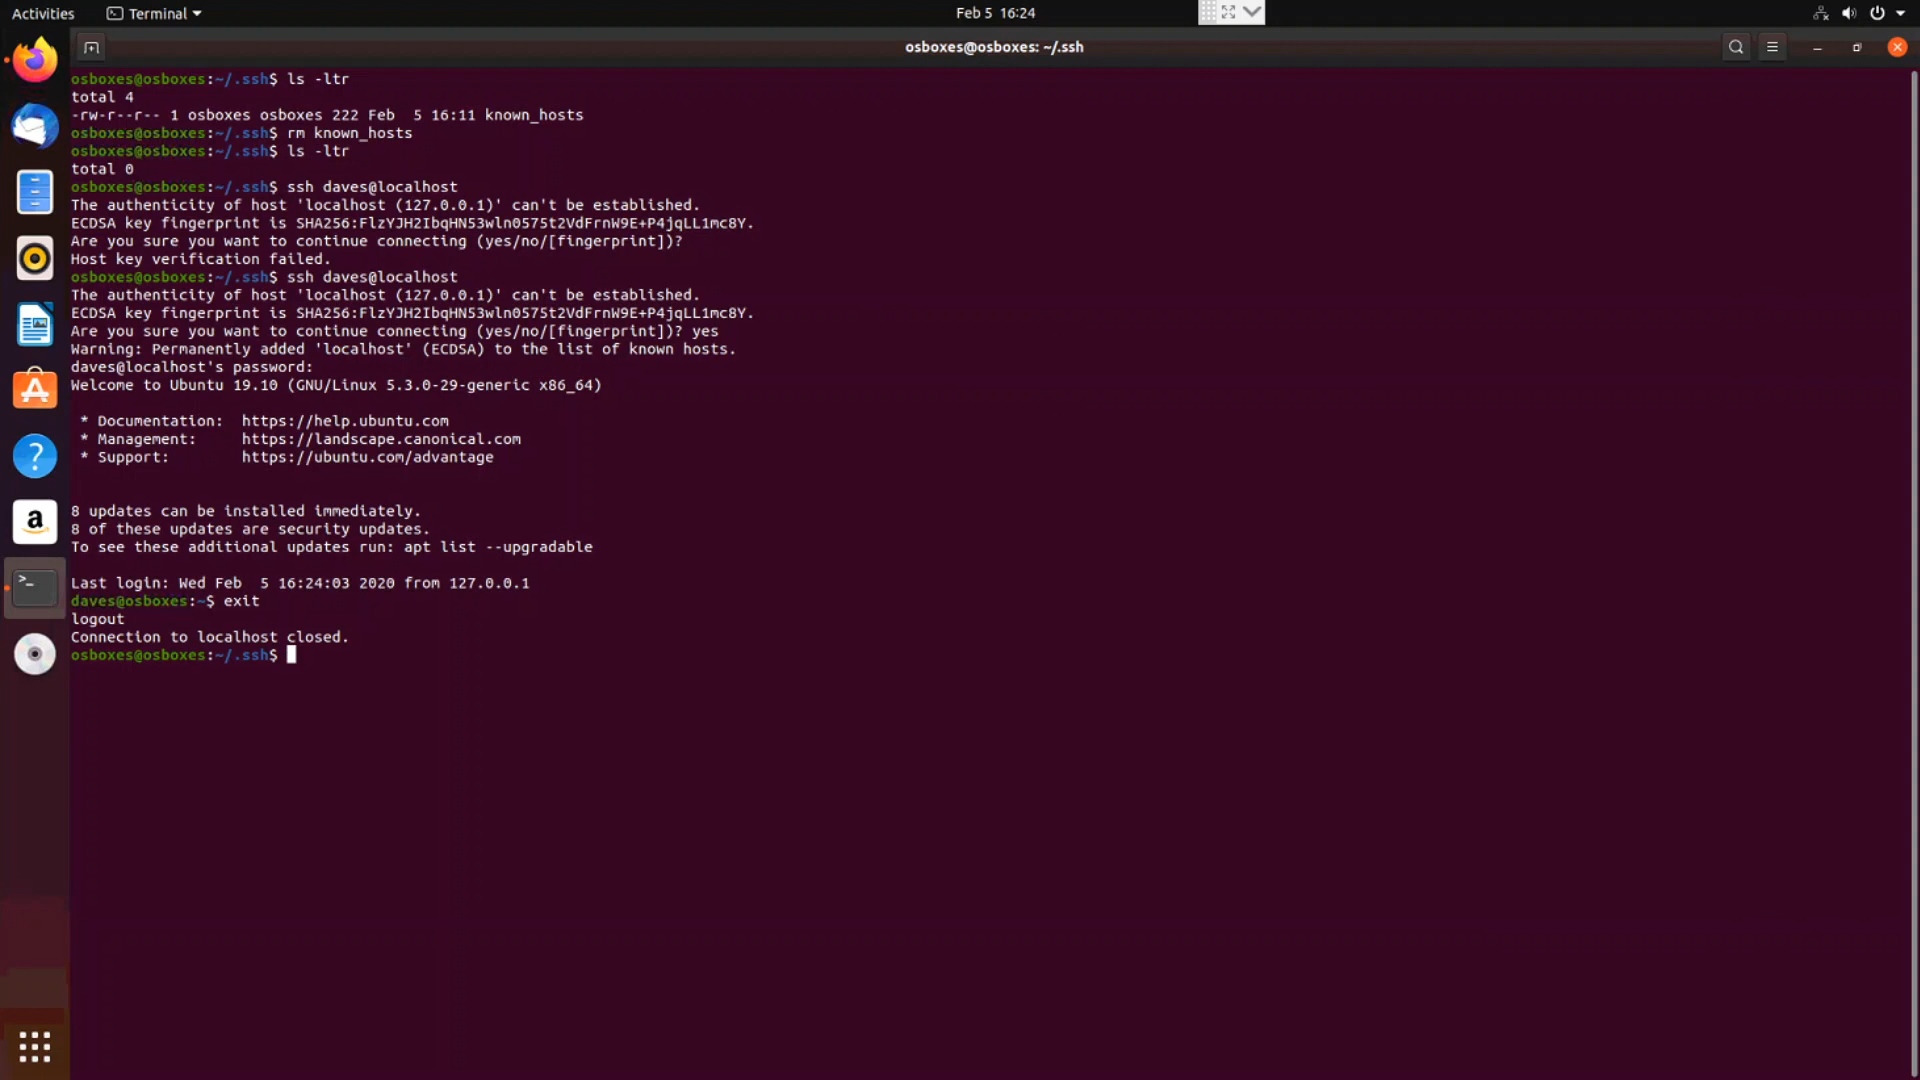 Activities
Terminal
Feb 5 16:24
osboxes@osboxes: ~/.ssh
osboxes@osboxes:~/.ssh$ ls -ltr
total 4
-rw-r--r-- 1 osboxes osboxes 222 Feb  5 16:11 known_hosts
osboxes@osboxes:~/.ssh$ rm known_hosts
osboxes@osboxes:~/.ssh$ ls -ltr
total 0
osboxes@osboxes:~/.ssh$ ssh daves@localhost
The authenticity of host 'localhost (127.0.0.1)' can't be established.
ECDSA key fingerprint is SHA256:FlzYJH2IbqHN53wln0575t2VdFrnW9E+P4jqLL1mc8Y.
Are you sure you want to continue connecting (yes/no/[fingerprint])?
Host key verification failed.
osboxes@osboxes:~/.ssh$ ssh daves@localhost
The authenticity of host 'localhost (127.0.0.1)' can't be established.
ECDSA key fingerprint is SHA256:FlzYJH2IbqHN53wln0575t2VdFrnW9E+P4jqLL1mc8Y.
Are you sure you want to continue connecting (yes/no/[fingerprint])? yes
Warning: Permanently added 'localhost' (ECDSA) to the list of known hosts.
daves@localhost's password:
Welcome to Ubuntu 19.10 (GNU/Linux 5.3.0-29-generic x86_64)
* Documentation:  https://help.ubuntu.com
* Management:     https://landscape.canonical.com
* Support:        https://ubuntu.com/advantage
8 updates can be installed immediately.
8 of these updates are security updates.
To see these additional updates run: apt list --upgradable
Last login: Wed Feb  5 16:24:03 2020 from 127.0.0.1
daves@osboxes:~$ exit
logout
Connection to localhost closed.
osboxes@osboxes:~/.ssh$